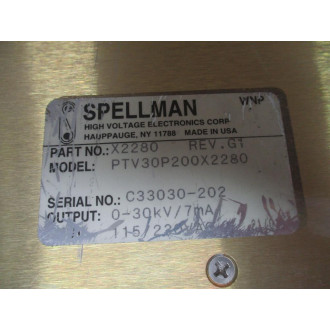 SPELLMAN
HIGH VOLTAGE ELECTRONICS CORP.
HAUPPAUGE, NY 11788 MADE IN USA
PART NO.: X2280 REV. G1
MODEL: PTV30P200X2280
SERIAL NO.: C33030-202
OUTPUT: 0-30kV/7mA